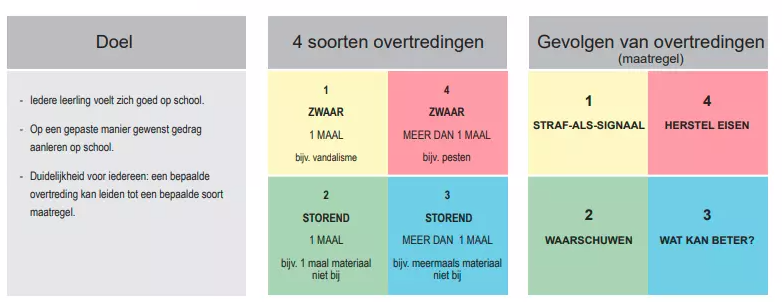 Doel
- Iedere leerling voelt zich goed op school.
- Op een gepaste manier gewenst gedrag
aanleren op school.
- Duidelijkheid voor iedereen: een bepaalde
overtreding kan leiden tot een bepaalde soort
maatregel.
4 soorten overtredingen
1
ZWAAR
1 MAAL
bijv. vandalisme
4
ZWAAR
MEER DAN 1 MAAL
bijv. pesten
2
STOREND
1 MAAL
bijv. 1 maal materiaal
niet bij
3
STOREND
MEER DAN 1 MAAL
bijv. meermaals materiaal
niet bij
Gevolgen van overtredingen
(maatregel)
1
STRAF-ALS-SIGNAAL
4
HERSTEL EISEN
2
WAARSCHUWEN
3
WAT KAN BETER?